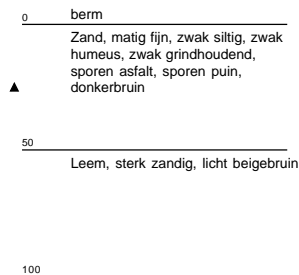 0 berm
Zand, matig fijn, zwak siltig, zwak
humeus, zwak grindhoudend,
sporen asfalt, sporen puin,
donkerbruin
50
Leem, sterk zandig, licht beigebruin
100